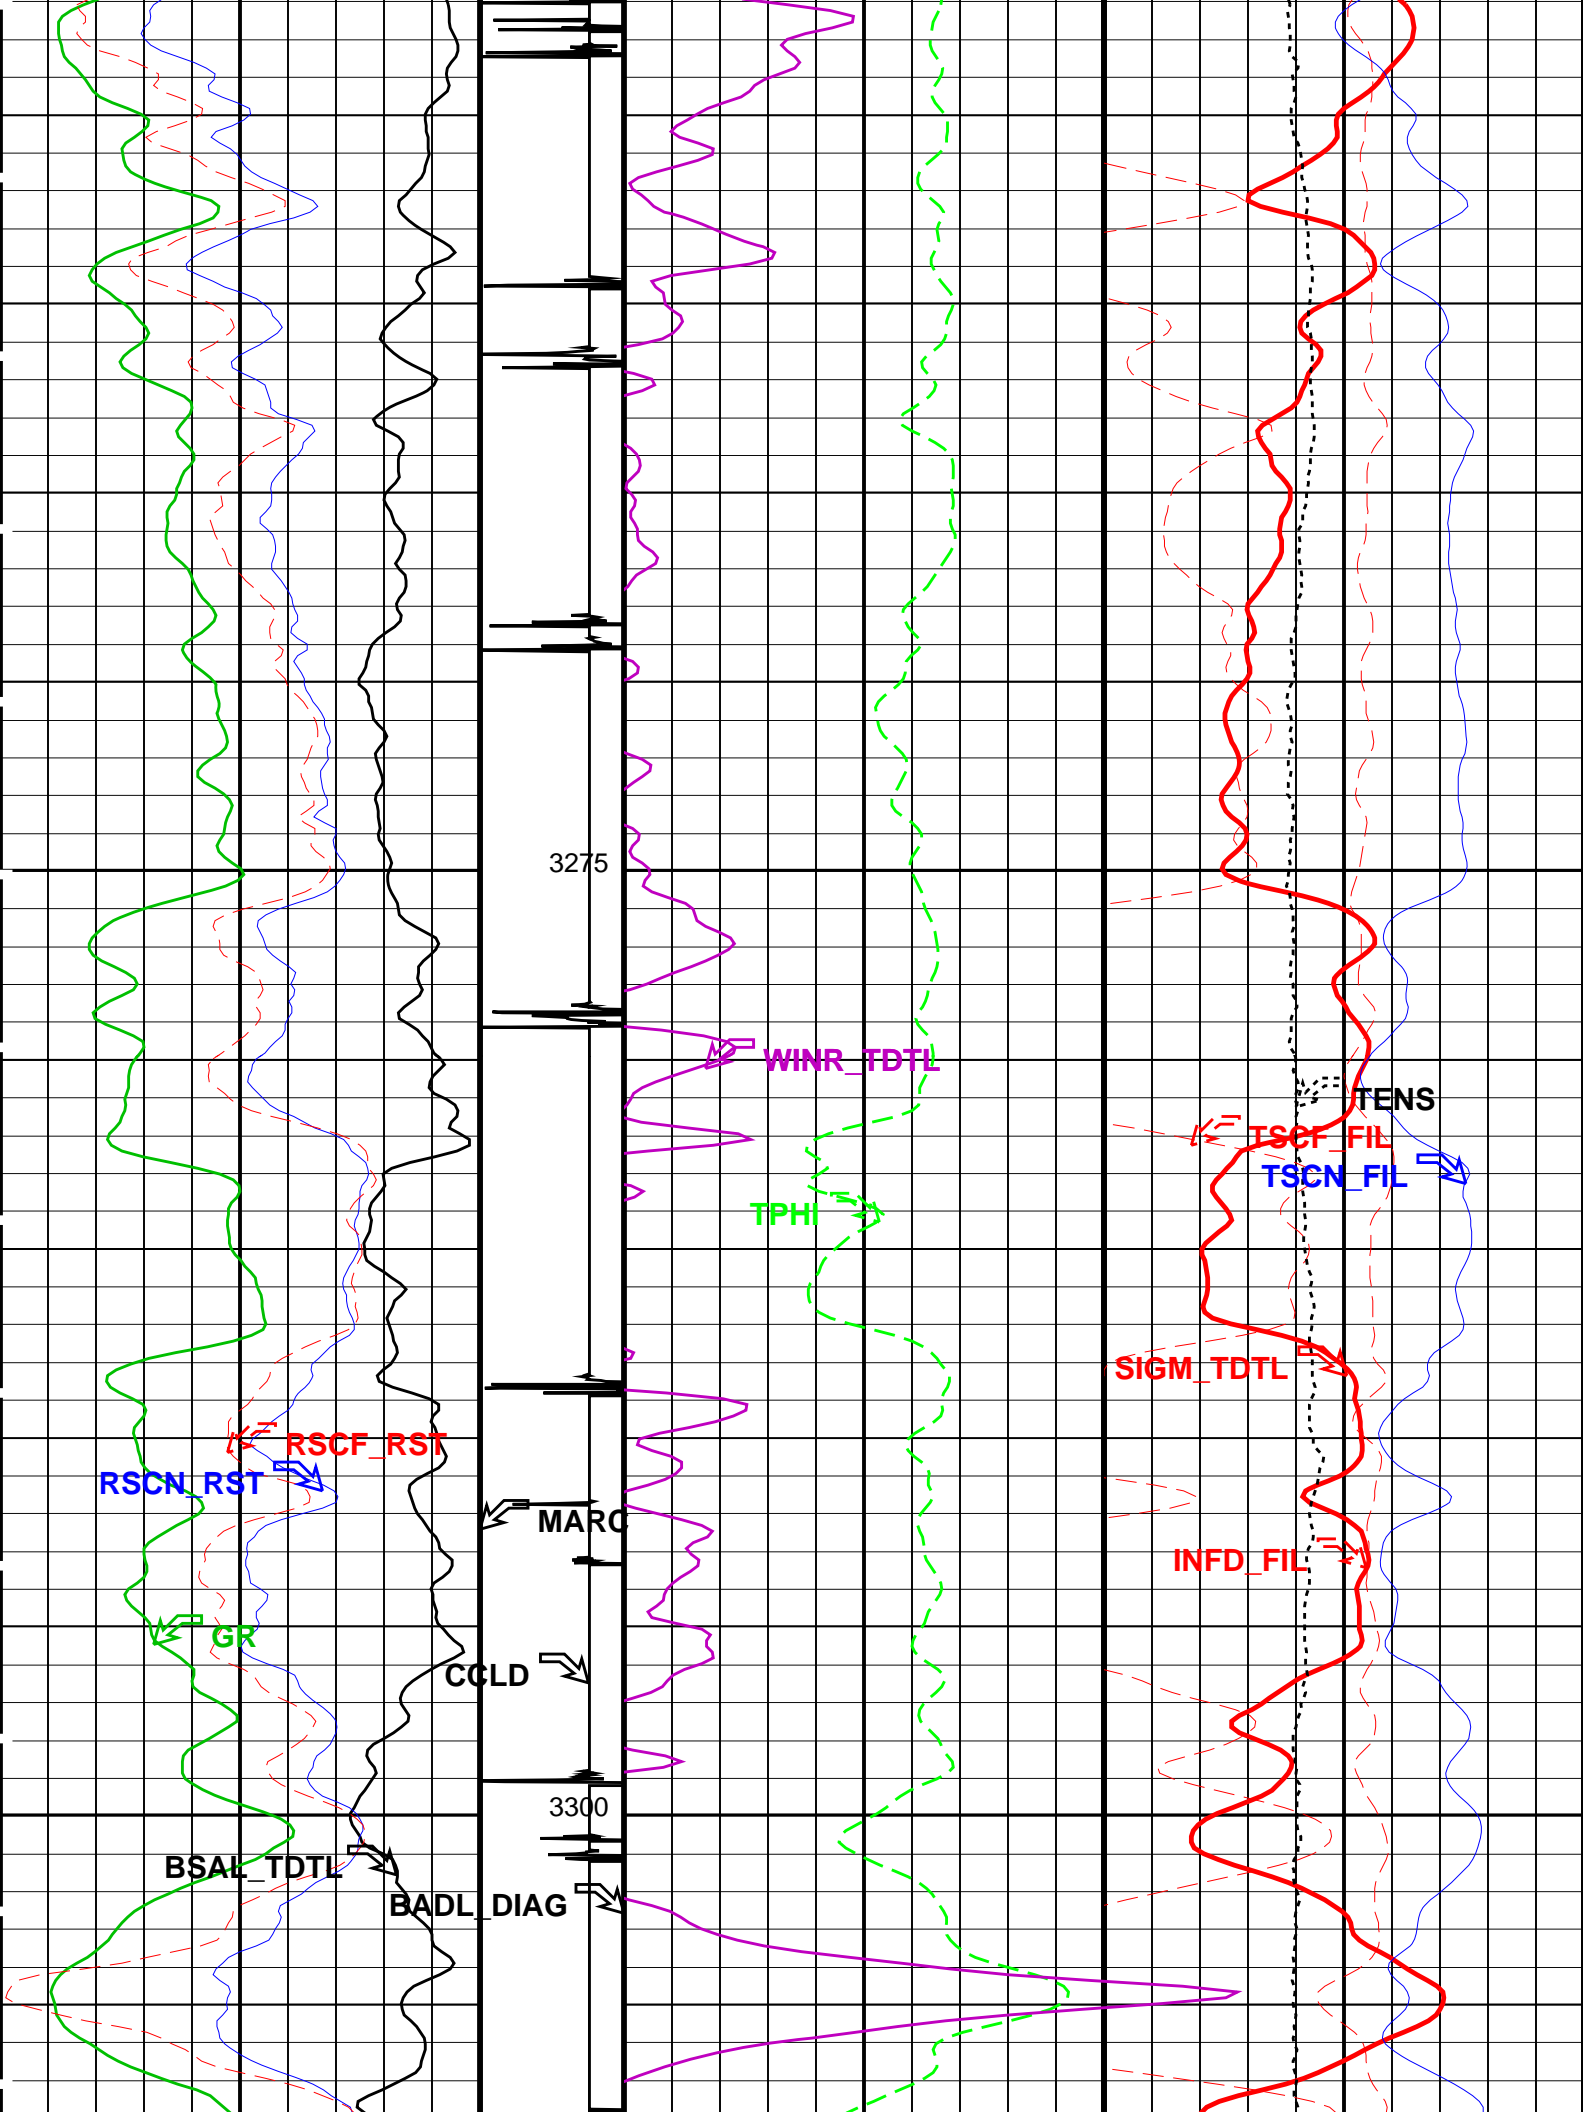 3275
WINR_TDTL
TENS
TSCF_FIL
TSCN_FIL
TPHI
SIGM_TDTL
RSCF_RST
RSCN_RST
MARC
INFD_FIL
GR
CCLD
3300
BSAL_TDTL
BADL_DIAG